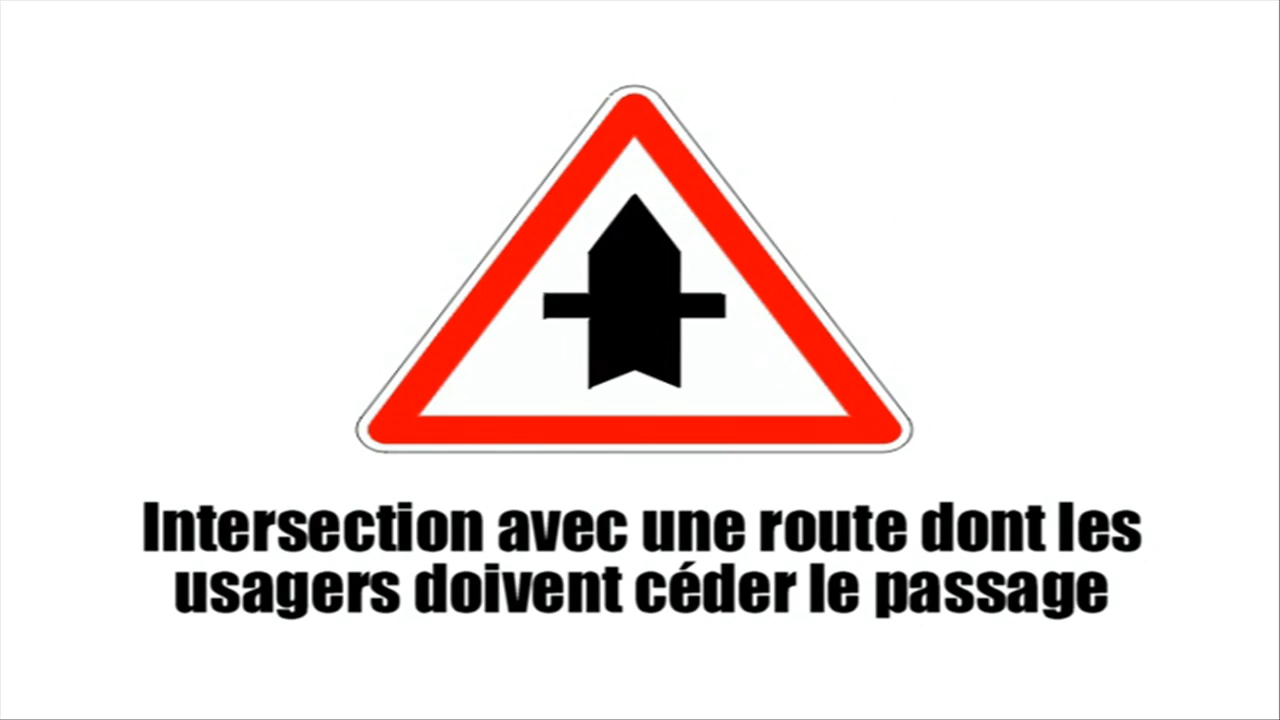 Intersection avec une route dont les
usagers doivent céder le passage